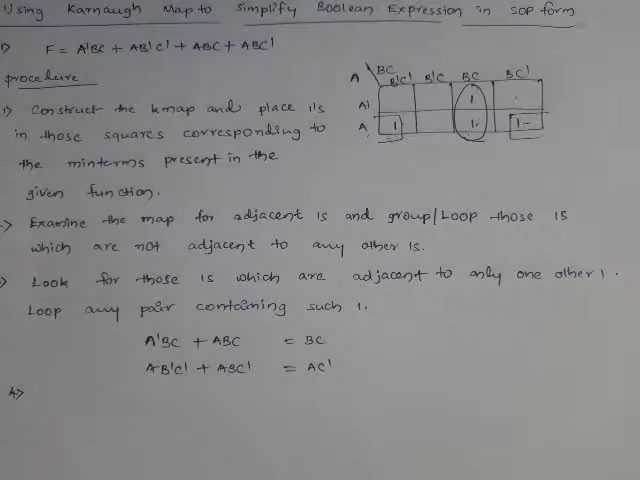 Using Karnaugh Map to simplify Boolean Expression in SOP form
1) F = A'BC + AB'C' + ABC + ABC'
procedure
A \ BC B'C' B'C BC BC'
A' 1
A 1 1 1
1) Construct the kmap and place 1's
in those squares corresponding to
the minterms present in the
given function.
Examine the map for adjacent 1s and group/Loop those 1s
which are not adjacent to any other 1s.
Look for those 1s which are adjacent to only one other 1.
Loop any pair containing such 1.
A'BC + ABC = BC
AB'C' + ABC' = AC'
4)